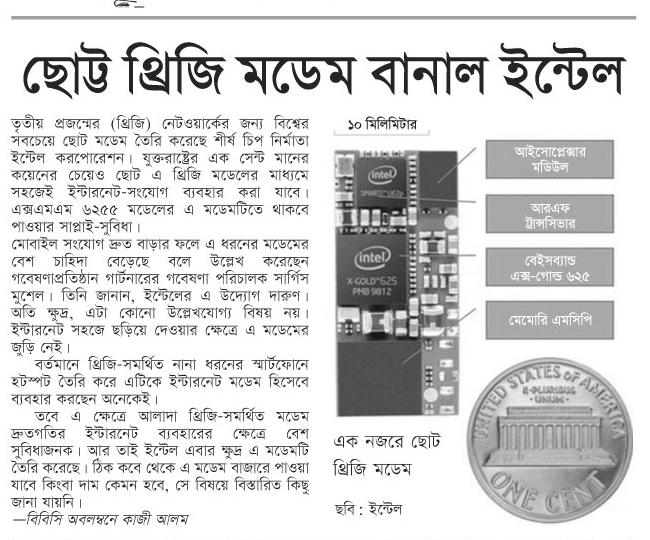 ছোট্ট থ্রিজি মডেম বানাল ইন্টেল
তৃতীয় প্রজন্মের (থ্রিজি) নেটওয়ার্কের জন্য বিশ্বের
সবচেয়ে ছোট মডেম তৈরি করেছে শীর্ষ চিপ নির্মাতা
ইন্টেল করপোরেশন। যুক্তরাষ্ট্রের এক সেন্ট মানের
কয়েনের চেয়েও ছোট এ থ্রিজি মডেলের মাধ্যমে
সহজেই ইন্টারনেট-সংযোগ ব্যবহার করা যাবে।
এক্সএমএম ৬২৫৫ মডেলের এ মডেমটিতে থাকবে
পাওয়ার সাপ্লাই-সুবিধা।
মোবাইল সংযোগ দ্রুত বাড়ার ফলে এ ধরনের মডেমের
বেশ চাহিদা বেড়েছে বলে উল্লেখ করেছেন
গবেষণাপ্রতিষ্ঠান গার্টনারের গবেষণা পরিচালক সার্গিস
মুশেল। তিনি জানান, ইন্টেলের এ উদ্যোগ দারুণ।
অতি ক্ষুদ্র, এটা কোনো উল্লেখযোগ্য বিষয় নয়।
ইন্টারনেট সহজে ছড়িয়ে দেওয়ার ক্ষেত্রে এ মডেমের
জুড়ি নেই।
বর্তমানে থ্রিজি-সমর্থিত নানা ধরনের স্মার্টফোনে
হটস্পট তৈরি করে এটিকে ইন্টারনেট মডেম হিসেবে
ব্যবহার করছেন অনেকেই।
তবে এ ক্ষেত্রে আলাদা থ্রিজি-সমর্থিত মডেম
দ্রুতগতির ইন্টারনেট ব্যবহারের ক্ষেত্রে বেশ
সুবিধাজনক। আর তাই ইন্টেল এবার ক্ষুদ্র এ মডেমটি
তৈরি করেছে। ঠিক কবে থেকে এ মডেম বাজারে পাওয়া
যাবে কিংবা দাম কেমন হবে, সে বিষয়ে বিস্তারিত কিছু
জানা যায়নি।
—বিবিসি অবলম্বনে কাজী আলম
১০ মিলিমিটার
intel
SMARTi™UE2p
intel
X-GOLD™625
PMB 9812
আইসোপ্লেক্সার
মডিউল
আরএফ
ট্রান্সিভার
বেইসব্যান্ড
এক্স-গোল্ড ৬২৫
মেমোরি এমসিপি
এক নজরে ছোট
থ্রিজি মডেম
ছবি : ইন্টেল
UNITED STATES OF AMERICA
E·PLURIBUS
·UNUM·
ONE CENT